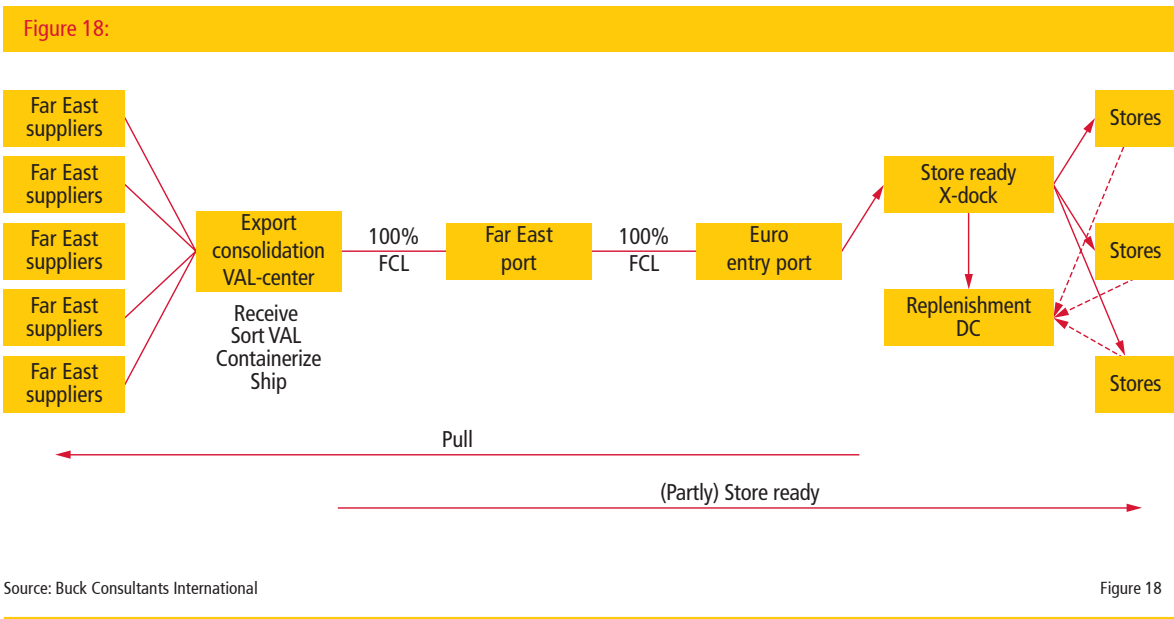 Figure 18:
Far East
suppliers
Far East
suppliers
Far East
suppliers
Far East
suppliers
Far East
suppliers
Export
consolidation
VAL-center
Receive
Sort VAL
Containerize
Ship
100%
FCL
Far East
port
100%
FCL
Euro
entry port
Store ready
X-dock
Replenishment
DC
Stores
Stores
Stores
Pull
(Partly) Store ready
Source: Buck Consultants International
Figure 18